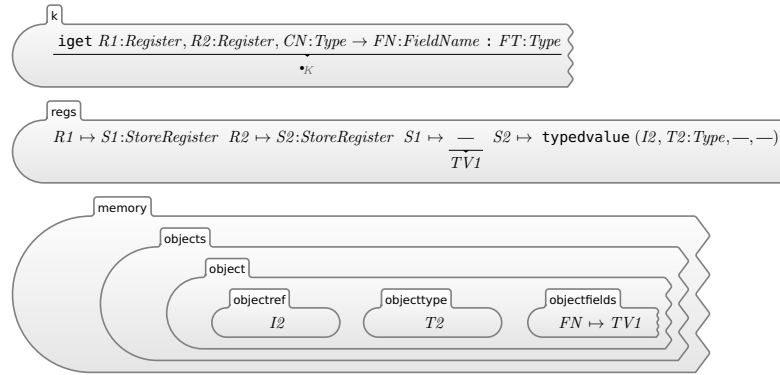 k
iget R1:Register, R2:Register, CN:Type → FN:FieldName : FT:Type
•K
regs
R1 ↦ S1:StoreRegister R2 ↦ S2:StoreRegister S1 ↦ — S2 ↦ typedvalue (I2, T2:Type,—,—)
TV1
memory
objects
object
objectref objecttype objectfields
I2 T2 FN ↦ TV1